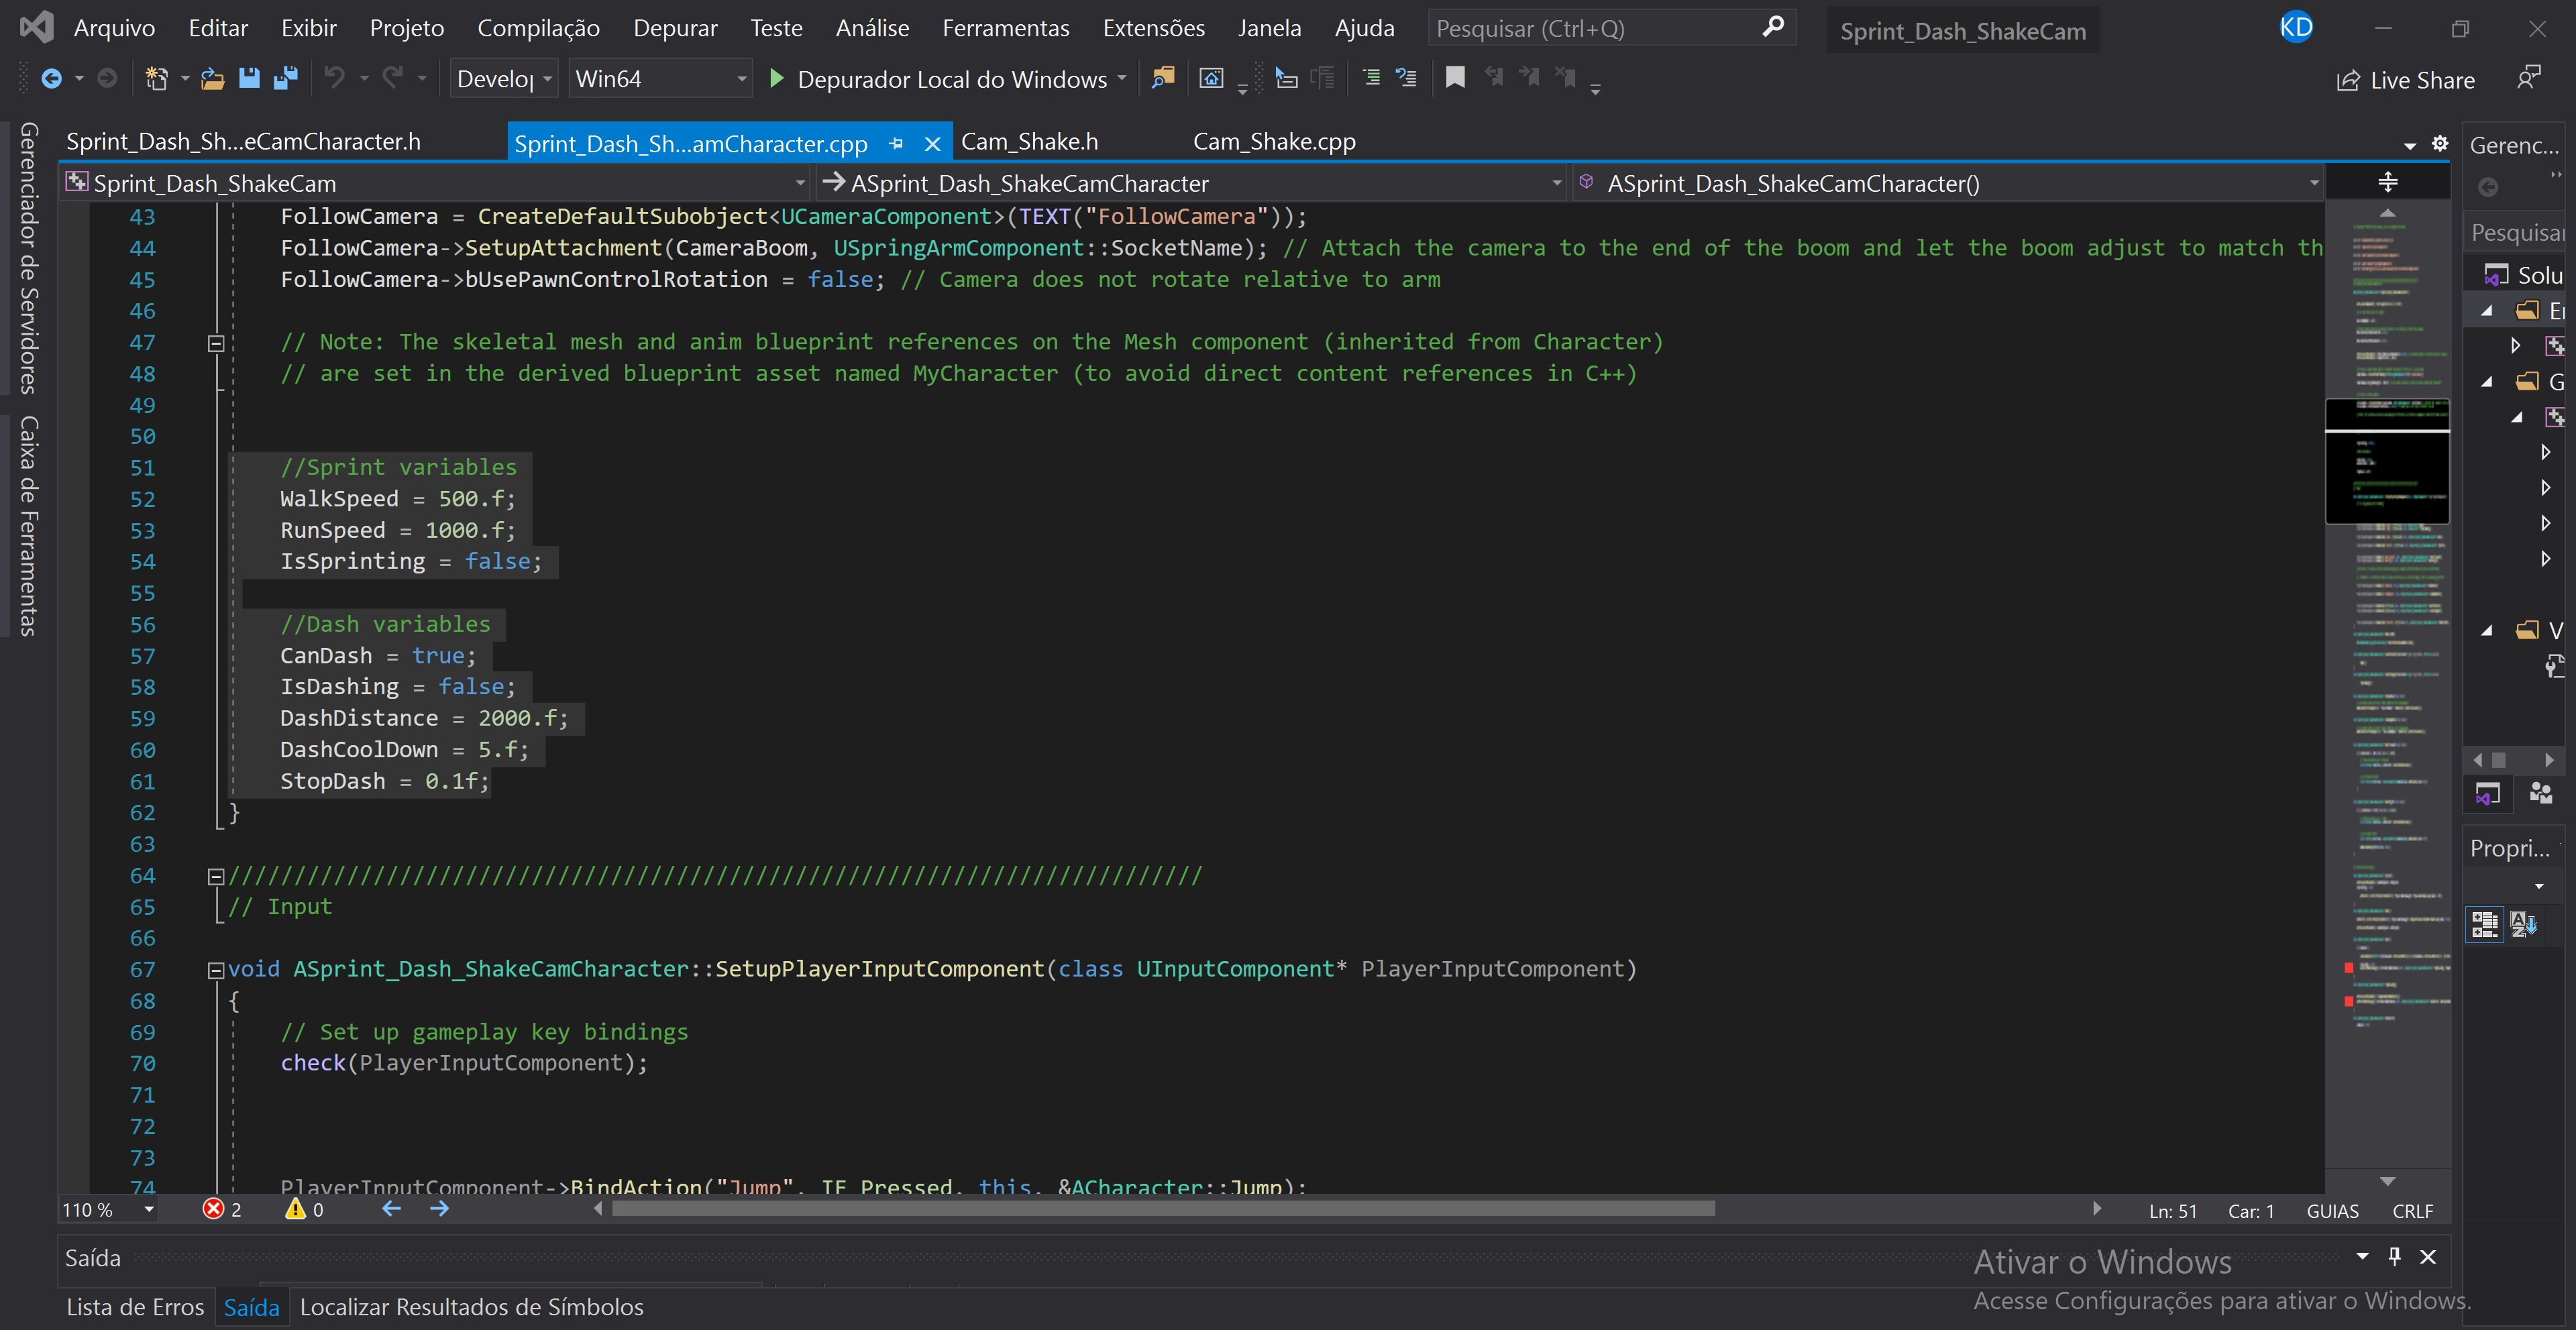 Arquivo Editar Exibir Projeto Compilação Depurar Teste Análise Ferramentas Extensões Janela Ajuda Pesquisar (Ctrl+Q) Sprint_Dash_ShakeCam KD
Win64 Depurador Local do Windows Live Share
Gerenciador de Servidores
Caixa de Ferramentas
Sprint_Dash_Sh...eCamCharacter.h Sprint_Dash_Sh...amCharacter.cpp Cam_Shake.h Cam_Shake.cpp
Sprint_Dash_ShakeCam ASprint_Dash_ShakeCamCharacter ASprint_Dash_ShakeCamCharacter()
43 FollowCamera = CreateDefaultSubobject<UCameraComponent>(TEXT("FollowCamera"));
44 FollowCamera->SetupAttachment(CameraBoom, USpringArmComponent::SocketName); // Attach the camera to the end of the boom and let the boom adjust to match th
45 FollowCamera->bUsePawnControlRotation = false; // Camera does not rotate relative to arm
46
47 // Note: The skeletal mesh and anim blueprint references on the Mesh component (inherited from Character)
48 // are set in the derived blueprint asset named MyCharacter (to avoid direct content references in C++)
49
50
51 //Sprint variables
52 WalkSpeed = 500.f;
53 RunSpeed = 1000.f;
54 IsSprinting = false;
55
56 //Dash variables
57 CanDash = true;
58 IsDashing = false;
59 DashDistance = 2000.f;
60 DashCoolDown = 5.f;
61 StopDash = 0.1f;
62 }
63
64 //////////////////////////////////////////////////////////////////////////
65 // Input
66
67 void ASprint_Dash_ShakeCamCharacter::SetupPlayerInputComponent(class UInputComponent* PlayerInputComponent)
68 {
69 // Set up gameplay key bindings
70 check(PlayerInputComponent);
71
72
73
74 PlayerInputComponent->BindAction("Jump", IE_Pressed, this, &ACharacter::Jump);
110 % 2 0 Ln: 51 Car: 1 GUIAS CRLF
Saída
Lista de Erros Saída Localizar Resultados de Símbolos
Gerenc...
Pesquisar
Solu
G
V
Propri...
Ativar o Windows
Acesse Configurações para ativar o Windows.